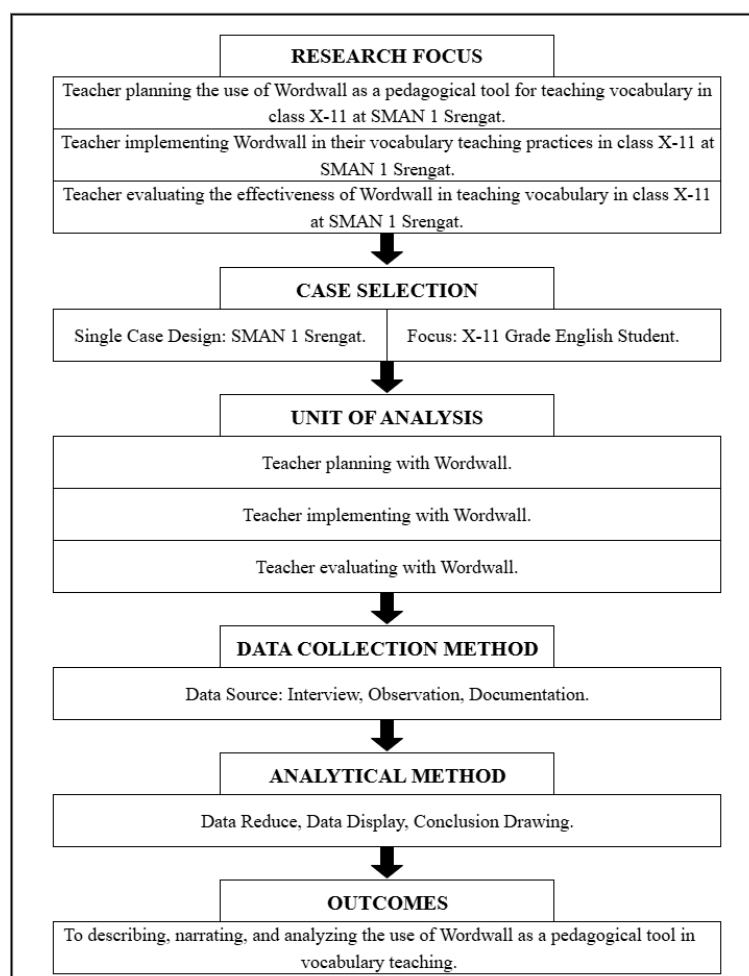 RESEARCH FOCUS
Teacher planning the use of Wordwall as a pedagogical tool for teaching vocabulary in
class X-11 at SMAN 1 Srengat.
Teacher implementing Wordwall in their vocabulary teaching practices in class X-11 at
SMAN 1 Srengat.
Teacher evaluating the effectiveness of Wordwall in teaching vocabulary in class X-11
at SMAN 1 Srengat.
CASE SELECTION
Single Case Design: SMAN 1 Srengat.
Focus: X-11 Grade English Student.
UNIT OF ANALYSIS
Teacher planning with Wordwall.
Teacher implementing with Wordwall.
Teacher evaluating with Wordwall.
DATA COLLECTION METHOD
Data Source: Interview, Observation, Documentation.
ANALYTICAL METHOD
Data Reduce, Data Display, Conclusion Drawing.
OUTCOMES
To describing, narrating, and analyzing the use of Wordwall as a pedagogical tool in
vocabulary teaching.